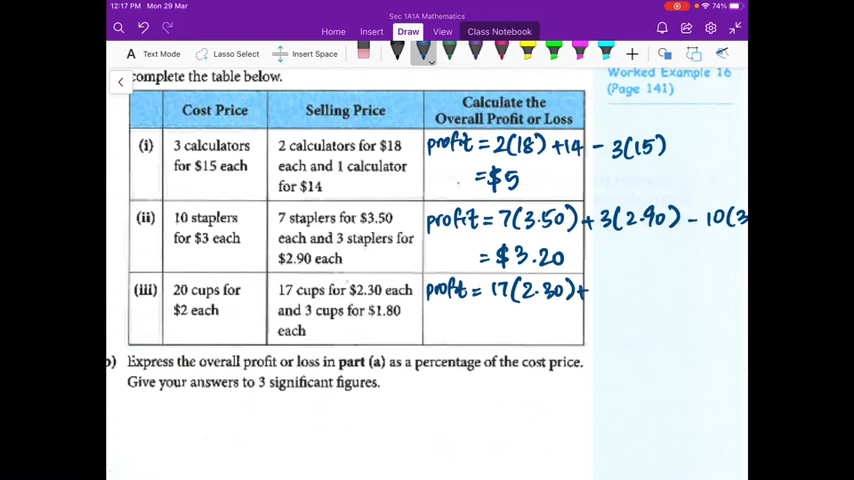 12:17 PM Mon 29 Mar
74%
Sec 1A1A Mathematics
Home Insert Draw View Class Notebook
A Text Mode Lasso Select Insert Space
complete the table below.
Worked Example 16
(Page 141)
Cost Price
Selling Price
Calculate the
Overall Profit or Loss
(i)
3 calculators
for $15 each
2 calculators for $18
each and 1 calculator
for $14
profit = 2(18) + 14 - 3(15)
= $5
(ii)
10 staplers
for $3 each
7 staplers for $3.50
each and 3 staplers for
$2.90 each
profit = 7(3.50) + 3(2.90) - 10(3
= $3.20
(iii)
20 cups for
$2 each
17 cups for $2.30 each
and 3 cups for $1.80
each
profit = 17(2.30) +
) Express the overall profit or loss in part (a) as a percentage of the cost price.
Give your answers to 3 significant figures.